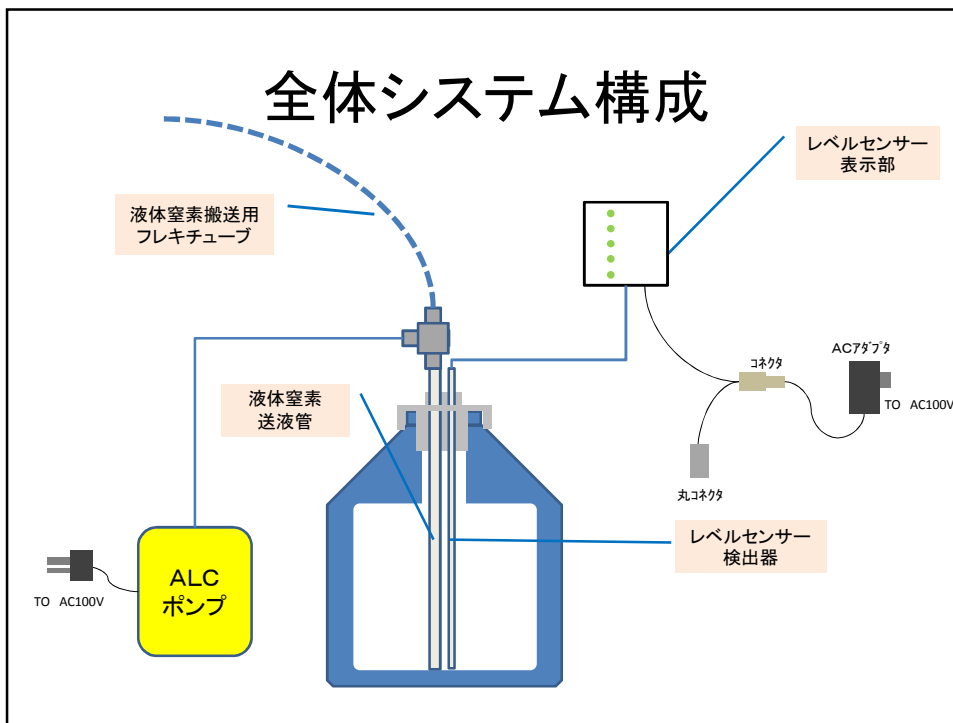 全体システム構成
レベルセンサー
表示部
液体窒素搬送用
フレキチューブ
コネクタ
ACアダプタ
TO AC100V
液体窒素
送液管
丸コネクタ
レベルセンサー
検出器
ALC
ポンプ
TO AC100V